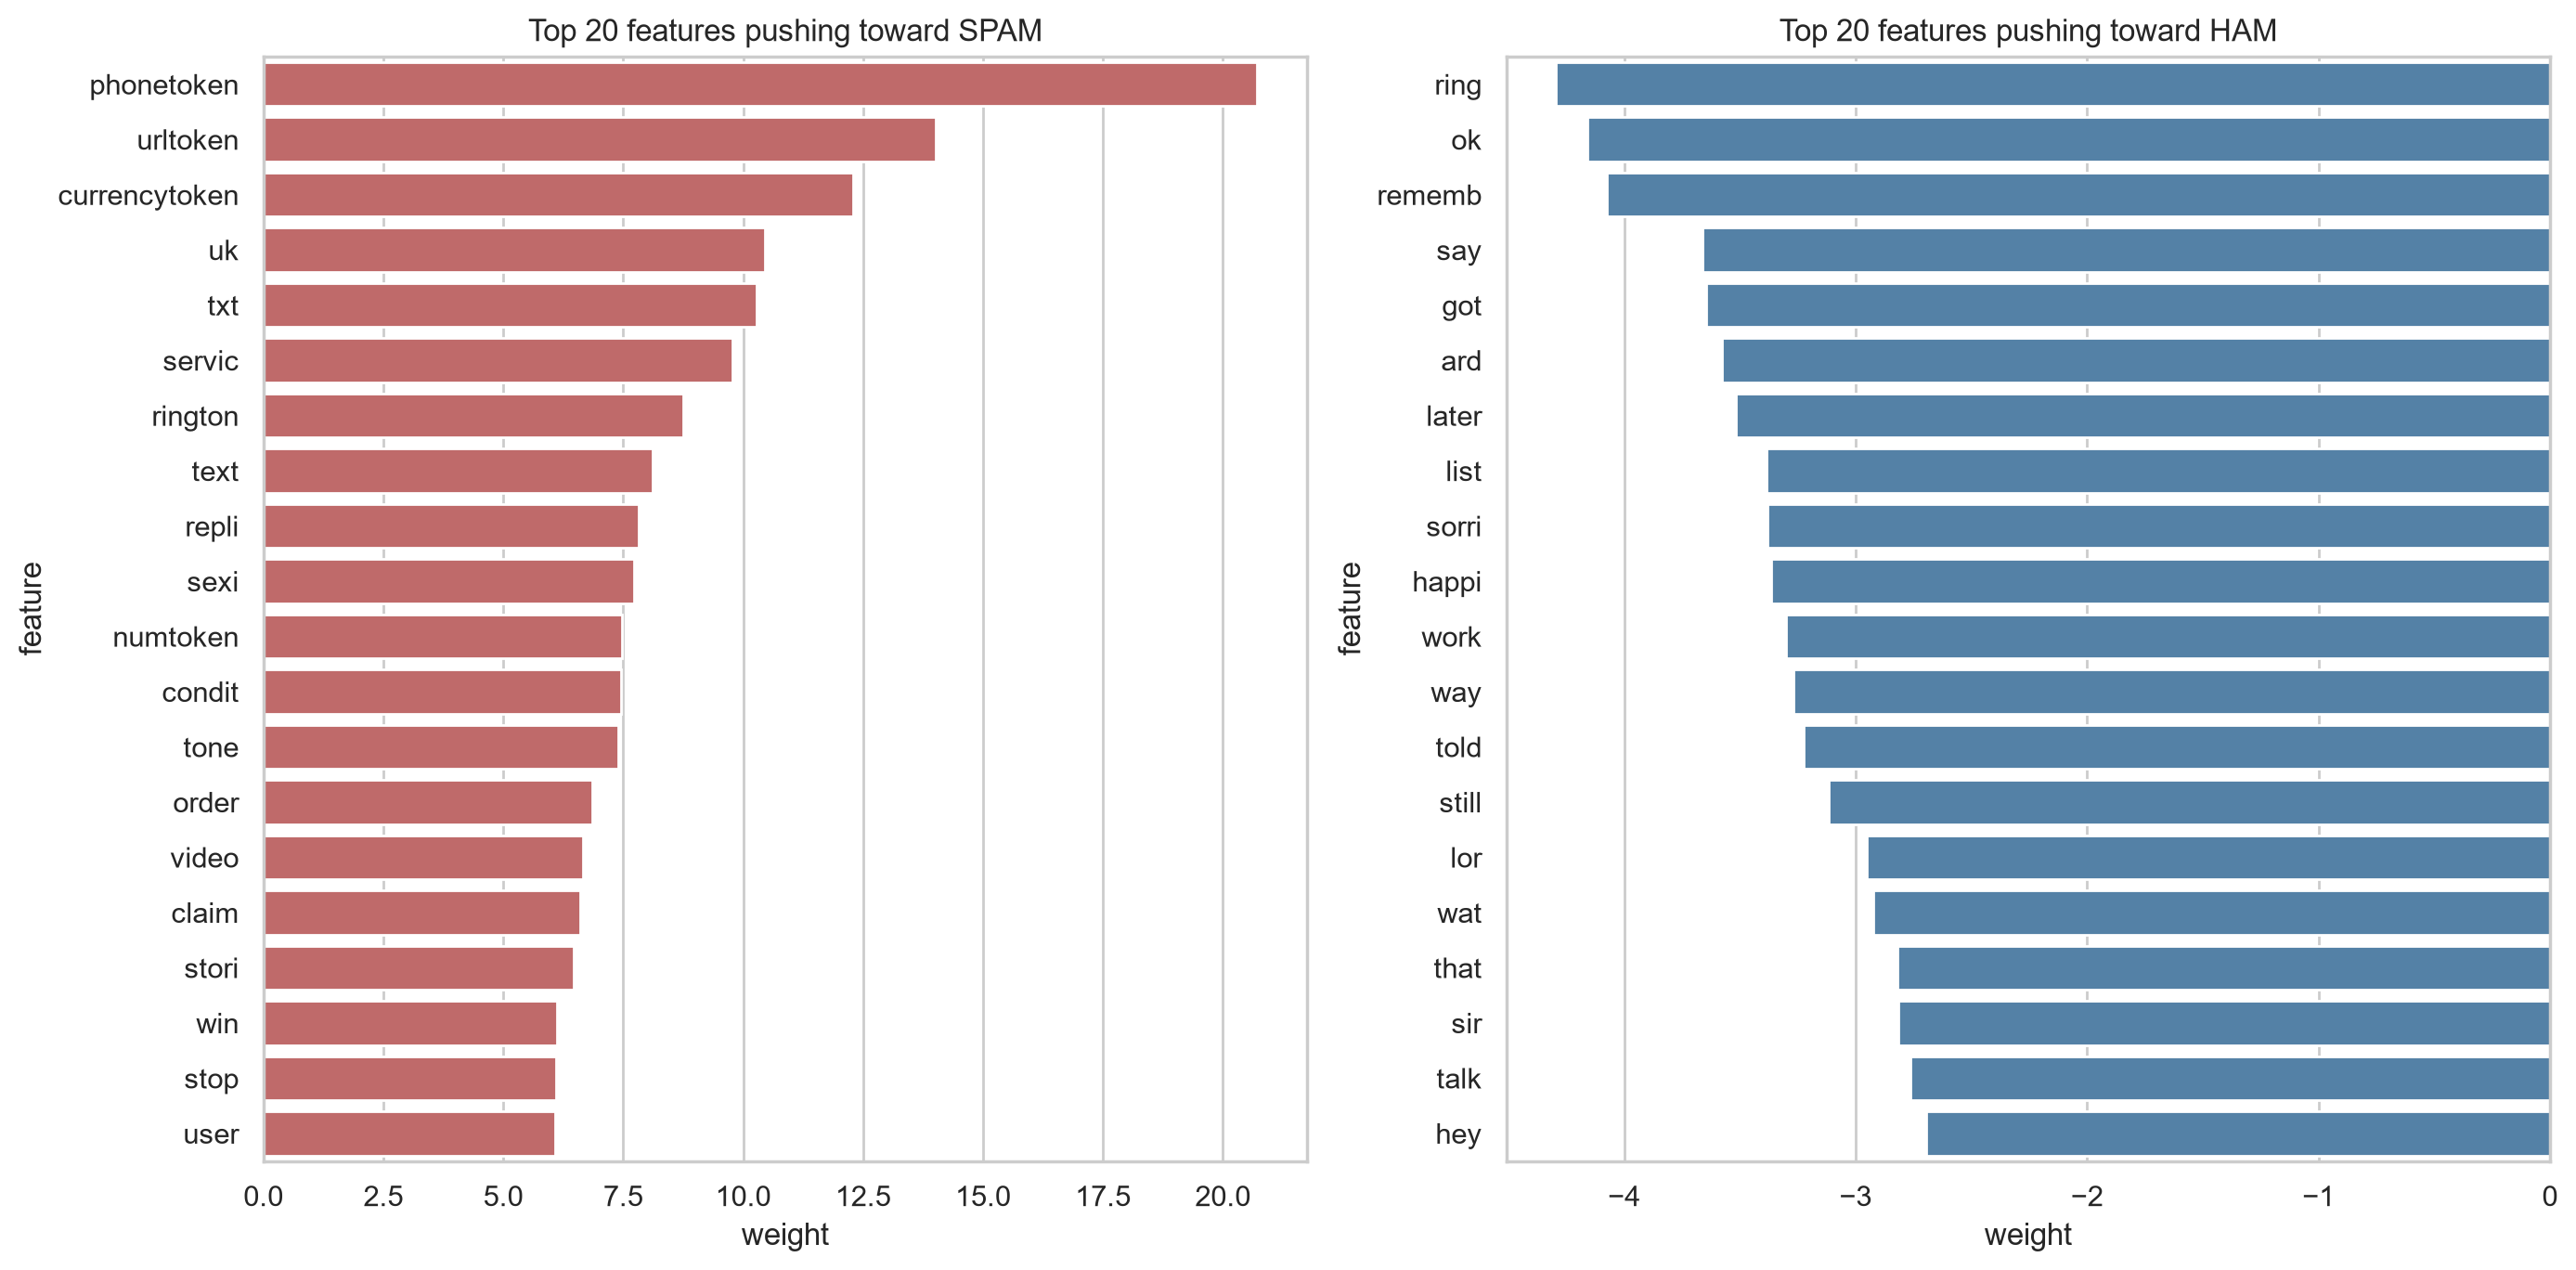 Top 20 features pushing toward SPAM
feature
phonetoken
urltoken
currencytoken
uk
txt
servic
rington
text
repli
sexi
numtoken
condit
tone
order
video
claim
stori
win
stop
user
0.0 2.5 5.0 7.5 10.0 12.5 15.0 17.5 20.0
weight
Top 20 features pushing toward HAM
feature
ring
ok
rememb
say
got
ard
later
list
sorri
happi
work
way
told
still
lor
wat
that
sir
talk
hey
−4 −3 −2 −1 0
weight